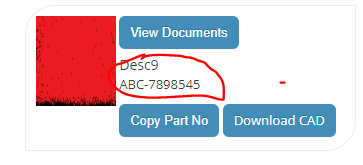 View Documents
Desc9
ABC-7898545
Copy Part No
Download CAD